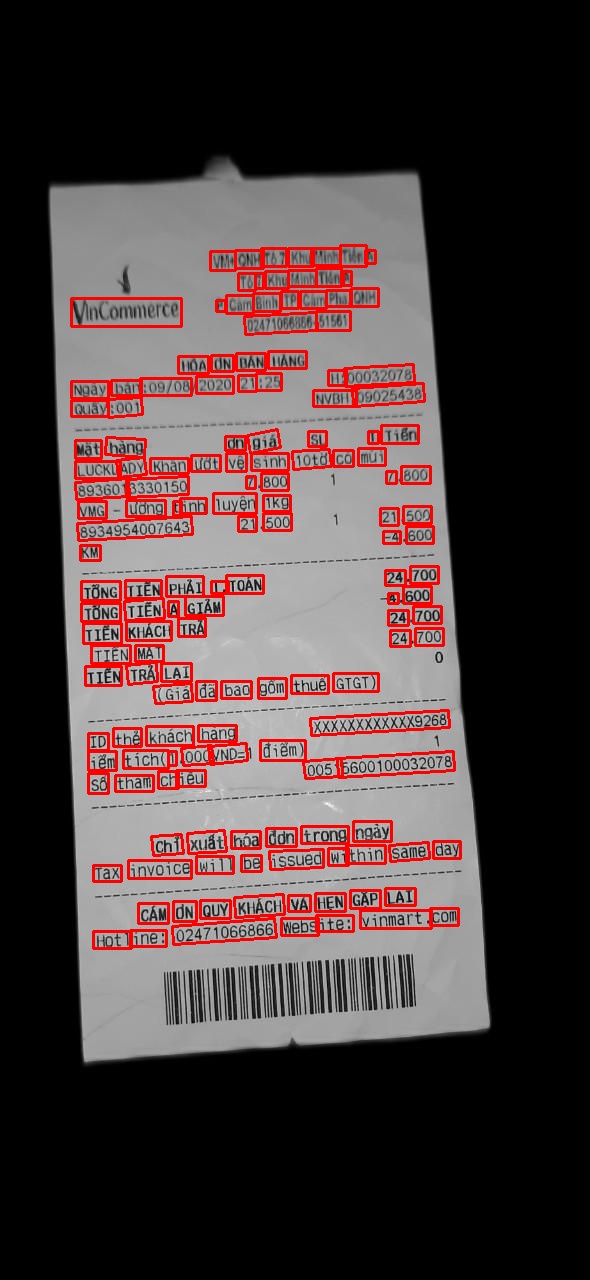 VM+ QNH Tổ 7 Khu Minh Tiến A
Tổ 7 Khu Minh Tiến A
P Cẩm Bình TP Cẩm Phả QNH
VinCommerce
02471066866-51561
HÓA ĐƠN BÁN HÀNG
Ngày bán:09/08/2020 21:25 HĐ:00032078
Quầy:001 NVBH:09025438
Mặt hàng Đơn giá SL T.Tiền
LUCKLADY Khăn ướt vệ sinh 10tờ có mùi
8936013330150 7.800 1 7.800
VMG - Đường tinh luyện 1kg
8934954007643 21.500 1 21.500
KM -4.600
TỔNG TIỀN PHẢI T.TOÁN 24.700
TỔNG TIỀN ĐÃ GIẢM -4.600
TIỀN KHÁCH TRẢ 24.700
TIỀN MẶT 24.700
TIỀN TRẢ LẠI 0
(Giá đã bao gồm thuế GTGT)
ID thẻ khách hàng XXXXXXXXXXXX9268
Điểm tích(1.000VND=1 điểm) 1
Số tham chiếu 00515600100032078
Chỉ xuất hóa đơn trong ngày
Tax invoice will be issued within same day
CẢM ƠN QUÝ KHÁCH VÀ HẸN GẶP LẠI
Hotline: 02471066866 Website: vinmart.com